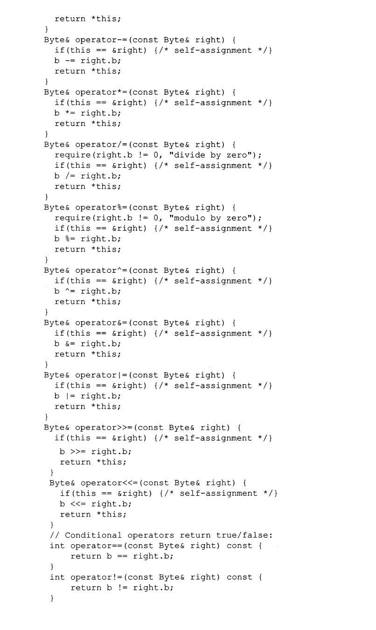 return *this;
}
Byte& operator-=(const Byte& right) {
if(this == &right) {/* self-assignment */}
b -= right.b;
return *this;
}
Byte& operator*=(const Byte& right) {
if(this == &right) {/* self-assignment */}
b *= right.b;
return *this;
}
Byte& operator/=(const Byte& right) {
require(right.b != 0, "divide by zero");
if(this == &right) {/* self-assignment */}
b /= right.b;
return *this;
}
Byte& operator%=(const Byte& right) {
require(right.b != 0, "modulo by zero");
if(this == &right) {/* self-assignment */}
b %= right.b;
return *this;
}
Byte& operator^=(const Byte& right) {
if(this == &right) {/* self-assignment */}
b ^= right.b;
return *this;
}
Byte& operator&=(const Byte& right) {
if(this == &right) {/* self-assignment */}
b &= right.b;
return *this;
}
Byte& operator|=(const Byte& right) {
if(this == &right) {/* self-assignment */}
b |= right.b;
return *this;
}
Byte& operator>>=(const Byte& right) {
if(this == &right) {/* self-assignment */}
b >>= right.b;
return *this;
}
Byte& operator<<=(const Byte& right) {
if(this == &right) {/* self-assignment */}
b <<= right.b;
return *this;
}
// Conditional operators return true/false:
int operator==(const Byte& right) const {
return b == right.b;
}
int operator!=(const Byte& right) const {
return b != right.b;
}